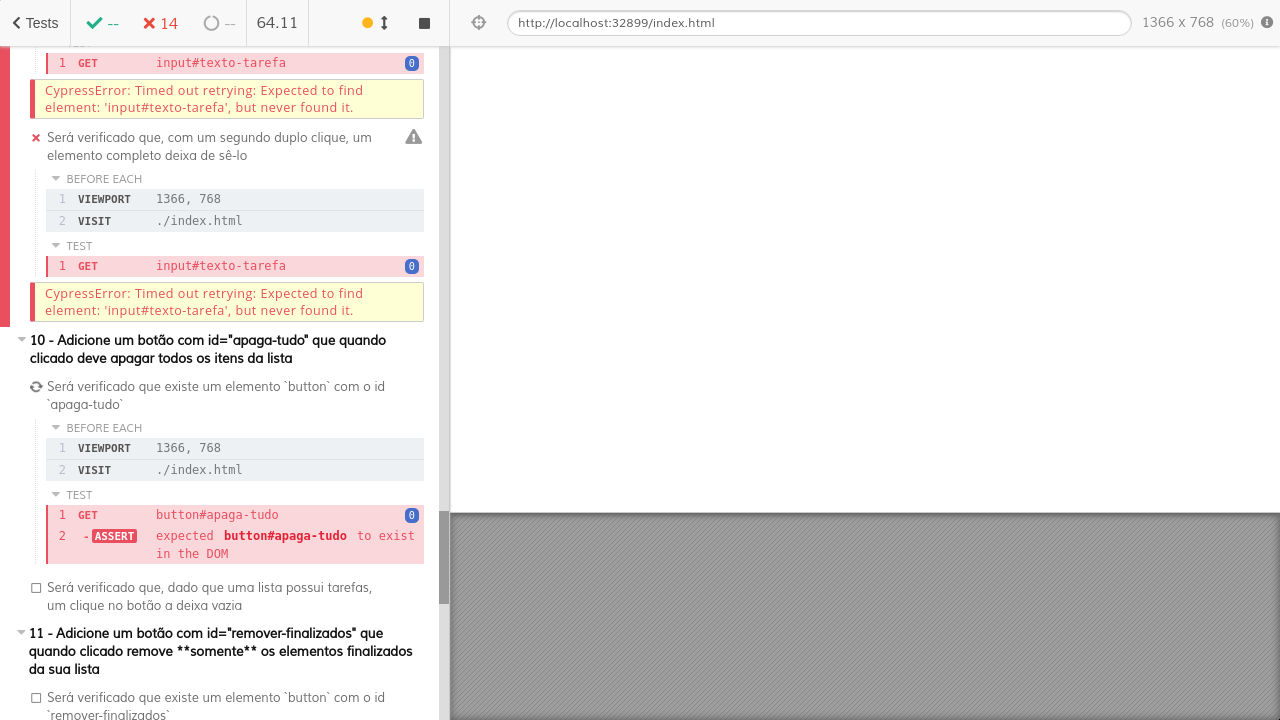 Tests
--
14
--
64.11
http://localhost:32899/index.html
1366 x 768 (60%)
1 GET input#texto-tarefa 0
CypressError: Timed out retrying: Expected to find
element: 'input#texto-tarefa', but never found it.
Será verificado que, com um segundo duplo clique, um
elemento completo deixa de sê-lo
BEFORE EACH
1 VIEWPORT 1366, 768
2 VISIT ./index.html
TEST
1 GET input#texto-tarefa 0
CypressError: Timed out retrying: Expected to find
element: 'input#texto-tarefa', but never found it.
10 - Adicione um botão com id="apaga-tudo" que quando
clicado deve apagar todos os itens da lista
Será verificado que existe um elemento `button` com o id
`apaga-tudo`
BEFORE EACH
1 VIEWPORT 1366, 768
2 VISIT ./index.html
TEST
1 GET button#apaga-tudo 0
2 -ASSERT expected button#apaga-tudo to exist
in the DOM
Será verificado que, dado que uma lista possui tarefas,
um clique no botão a deixa vazia
11 - Adicione um botão com id="remover-finalizados" que
quando clicado remove **somente** os elementos finalizados
da sua lista
Será verificado que existe um elemento `button` com o id
`remover-finalizados`